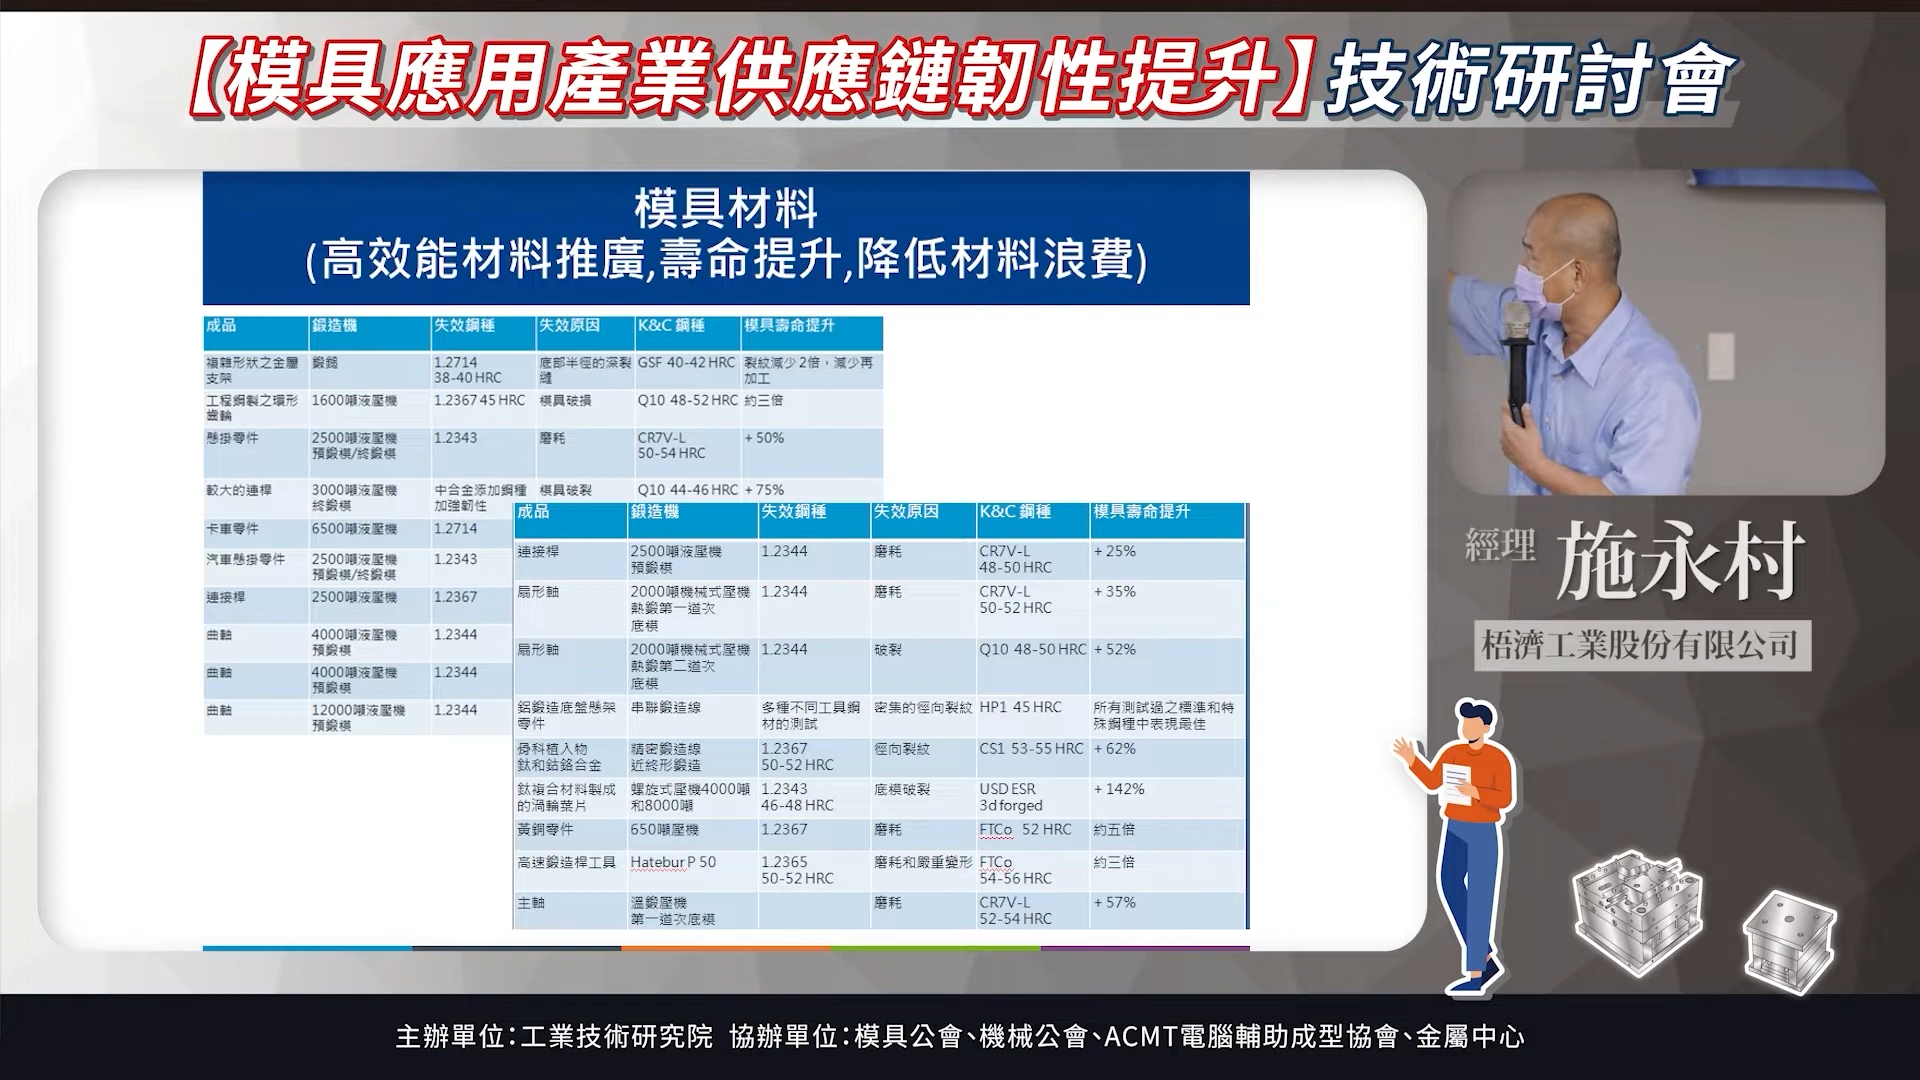 【模具應用產業供應鏈韌性提升】技術研討會
模具材料
(高效能材料推廣,壽命提升,降低材料浪費)
成品 鍛造機 失效鋼種 失效原因 K&C 鋼種 模具壽命提升
複雜形狀之金屬 鍛鎚 1.2714 底部半徑的深裂 GSF 40-42 HRC 裂紋減少2倍，減少再
支架 38-40 HRC 縫 加工
工程鋼製之環形 1600噸液壓機 1.2367 45 HRC 模具破損 Q10 48-52 HRC 約三倍
齒輪
懸掛零件 2500噸液壓機 1.2343 磨耗 CR7V-L + 50%
預鍛模/終鍛模 50-54 HRC
較大的連桿 3000噸液壓機 中合金添加鋼種 模具破裂 Q10 44-46 HRC + 75%
終鍛模 加強韌性
卡車零件 6500噸液壓機 1.2714
汽車懸掛零件 2500噸液壓機 1.2343
預鍛模/終鍛模
連接桿 2500噸液壓機 1.2367
曲軸 4000噸液壓機 1.2344
預鍛模
曲軸 4000噸液壓機 1.2344
預鍛模
曲軸 12000噸液壓機 1.2344
預鍛模
成品 鍛造機 失效鋼種 失效原因 K&C 鋼種 模具壽命提升
連接桿 2500噸液壓機 1.2344 磨耗 CR7V-L + 25%
預鍛模 48-50 HRC
扇形軸 2000噸機械式壓機 1.2344 磨耗 CR7V-L + 35%
熱鍛第一道次 50-52 HRC
底模
扇形軸 2000噸機械式壓機 1.2344 破裂 Q10 48-50 HRC + 52%
熱鍛第二道次
底模
鋁鍛造底盤懸架 串聯鍛造線 多種不同工具鋼 密集的徑向裂紋 HP1 45 HRC 所有測試過之標準和特
零件 材的測試 殊鋼種中表現最佳
骨科植入物 精密鍛造線 1.2367 徑向裂紋 CS1 53-55 HRC + 62%
鈦和鈷鉻合金 近終形鍛造 50-52 HRC
鈦複合材料製成 螺旋式壓機4000噸 1.2343 底模破裂 USD ESR + 142%
的渦輪葉片 和8000噸 46-48 HRC 3d forged
黃銅零件 650噸壓機 1.2367 磨耗 FTCo 52 HRC 約五倍
高速鍛造桿工具 Hatebur P 50 1.2365 磨耗和嚴重變形 FTCo 約三倍
50-52 HRC 54-56 HRC
主軸 溫鍛壓機 磨耗 CR7V-L + 57%
第一道次底模 52-54 HRC
經理 施永村
梧濟工業股份有限公司
主辦單位:工業技術研究院 協辦單位:模具公會、機械公會、ACMT電腦輔助成型協會、金屬中心